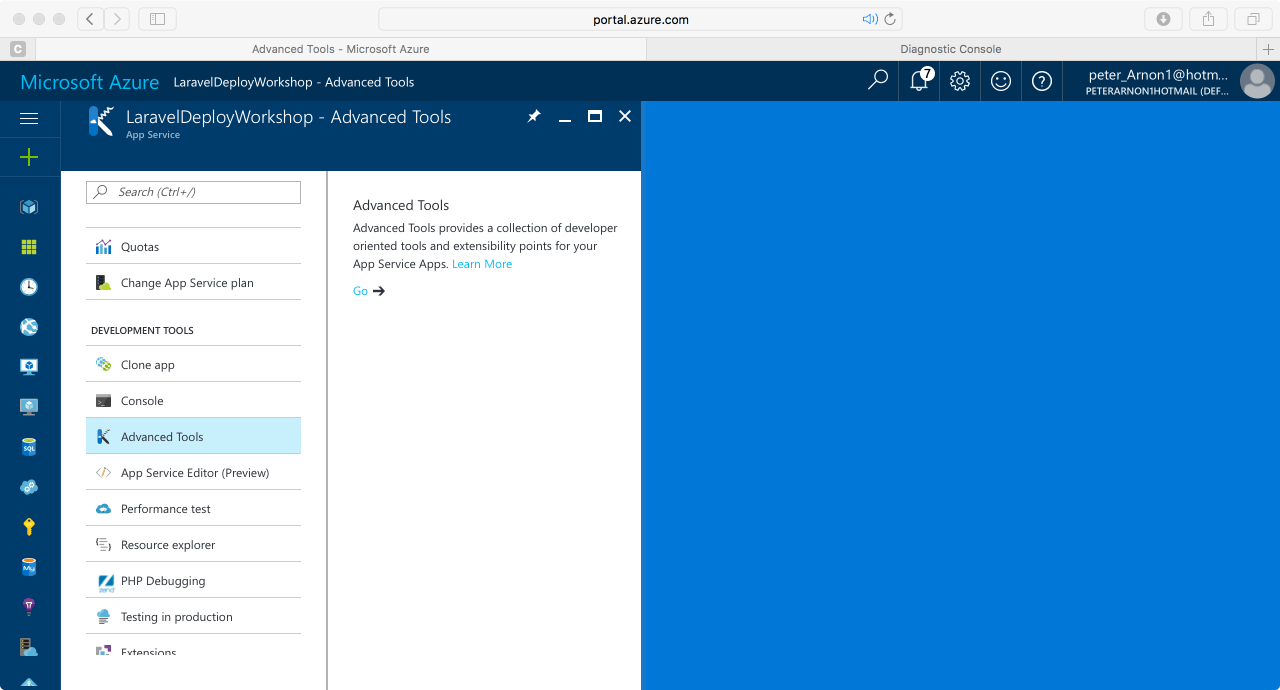 portal.azure.com
C
Advanced Tools - Microsoft Azure
Diagnostic Console
Microsoft Azure LaravelDeployWorkshop - Advanced Tools
7
peter_Arnon1@hotm...
PETERARNON1HOTMAIL (DEF...
LaravelDeployWorkshop - Advanced Tools
App Service
Search (Ctrl+/)
Quotas
Change App Service plan
DEVELOPMENT TOOLS
Clone app
Console
Advanced Tools
App Service Editor (Preview)
Performance test
Resource explorer
PHP Debugging
Testing in production
Extensions
Advanced Tools
Advanced Tools provides a collection of developer
oriented tools and extensibility points for your
App Service Apps. Learn More
Go
SQL
My
zend